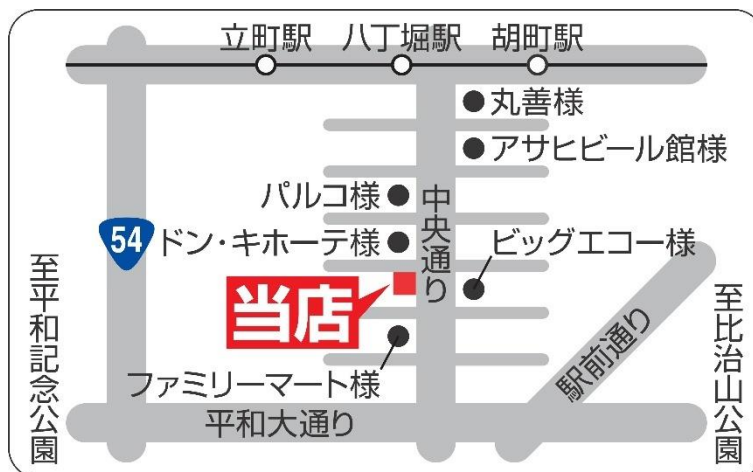 立町駅
八丁堀駅
胡町駅
丸善様
アサヒビール館様
パルコ様
中央通り
54
ドン・キホーテ様
ビッグエコー様
当店
至平和記念公園
至比治山公園
駅前通り
ファミリーマート様
平和大通り